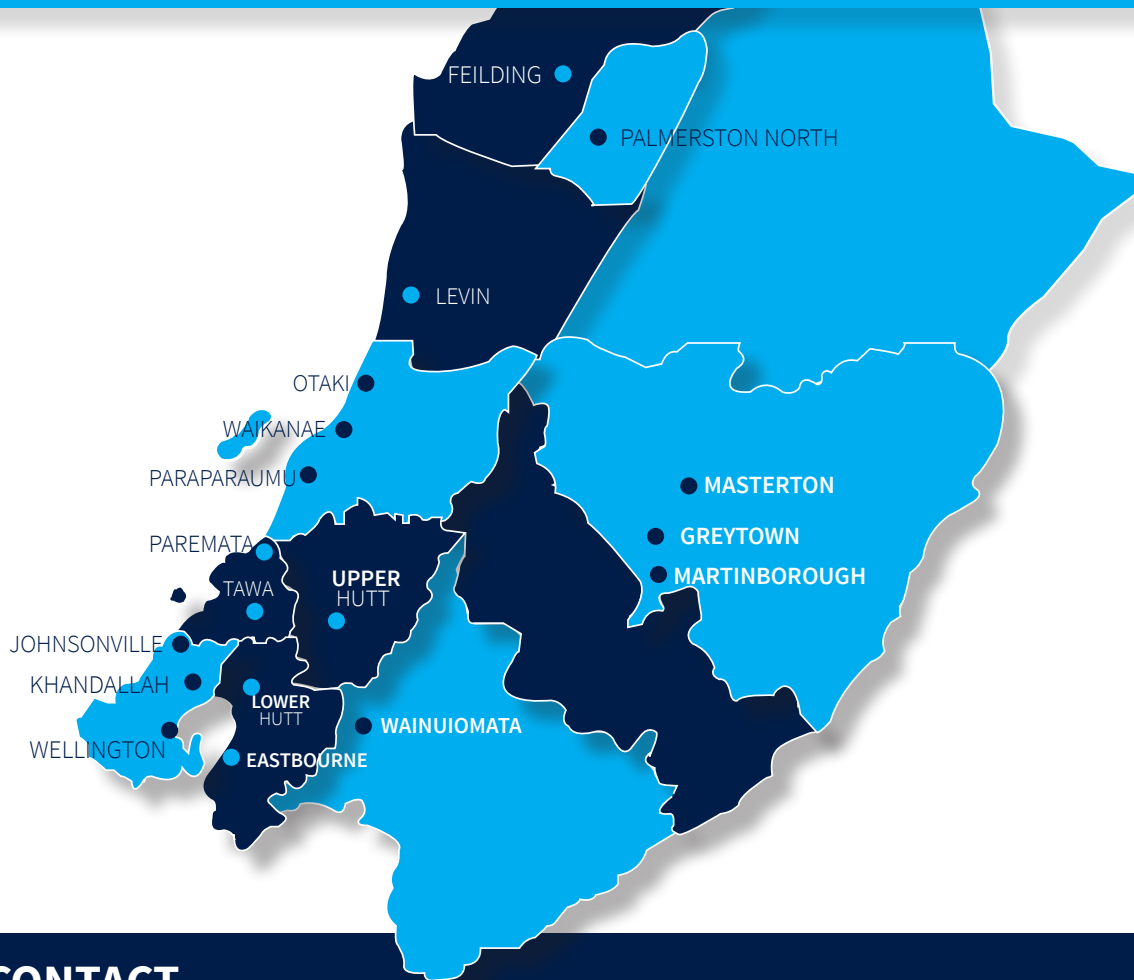 FEILDING
PALMERSTON NORTH
LEVIN
OTAKI
WAIKANAE
PARAPARAUMU
MASTERTON
GREYTOWN
PAREMATA
MARTINBOROUGH
UPPER
HUTT
TAWA
JOHNSONVILLE
KHANDALLAH
LOWER
HUTT
WAINUIOMATA
WELLINGTON
EASTBOURNE
CONTACT